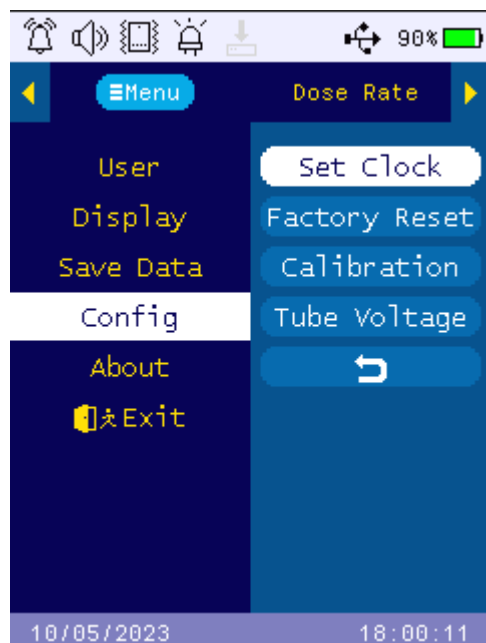 90%
Menu Dose Rate
User
Display
Save Data
Config
About
Exit
Set Clock
Factory Reset
Calibration
Tube Voltage
10/05/2023 18:00:11